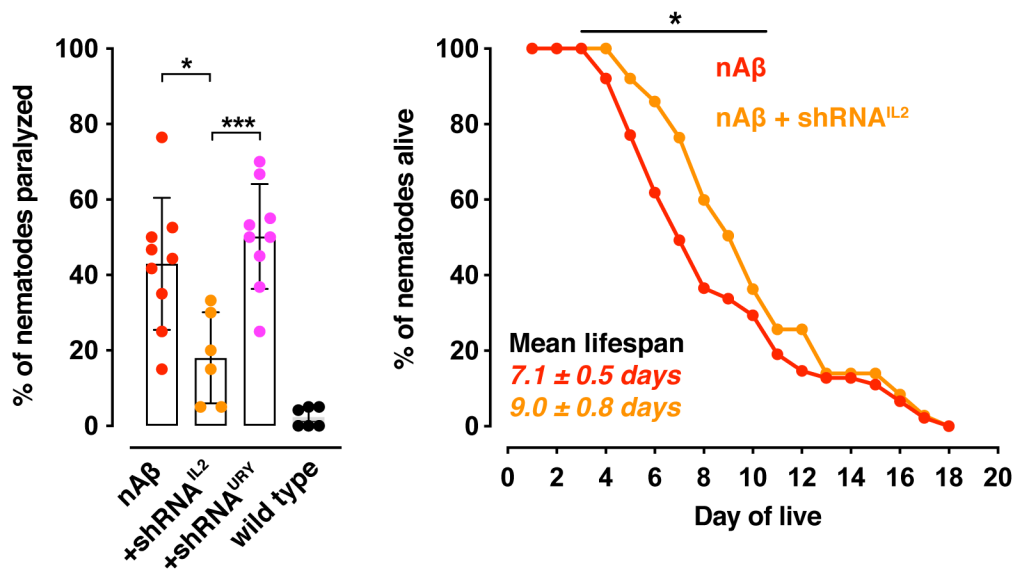 % of nematodes paralyzed
100
80
60
40
20
0
*
***
nAβ
+shRNA^IL2
+shRNA^URY
wild type
% of nematodes alive
100
80
60
40
20
0
*
nAβ
nAβ + shRNA^IL2
Mean lifespan
7.1 ± 0.5 days
9.0 ± 0.8 days
0 2 4 6 8 10 12 14 16 18 20
Day of live